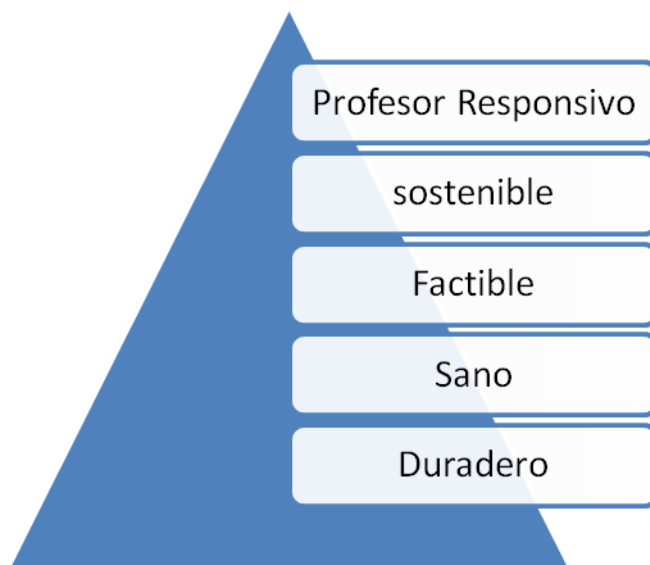 Profesor Responsivo
sostenible
Factible
Sano
Duradero